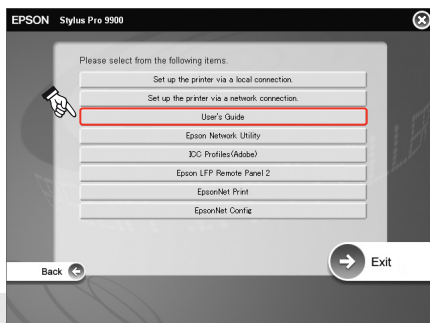 EPSON Stylus Pro 9900
Please select from the following items.
Set up the printer via a local connection.
Set up the printer via a network connection.
User's Guide
Epson Network Utility
ICC Profiles(Adobe)
Epson LFP Remote Panel 2
EpsonNet Print
EpsonNet Config
Exit
Back